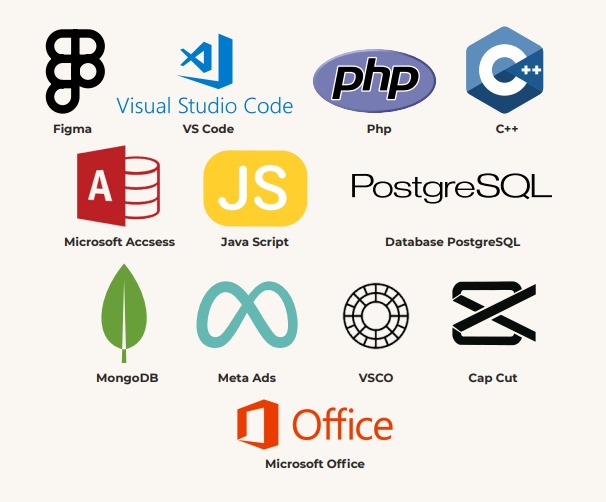 Visual Studio Code
php
C++
Figma
VS Code
Php
C++
A
JS
PostgreSQL
Microsoft Accsess
Java Script
Database PostgreSQL
MongoDB
Meta Ads
VSCO
Cap Cut
Office
Microsoft Office